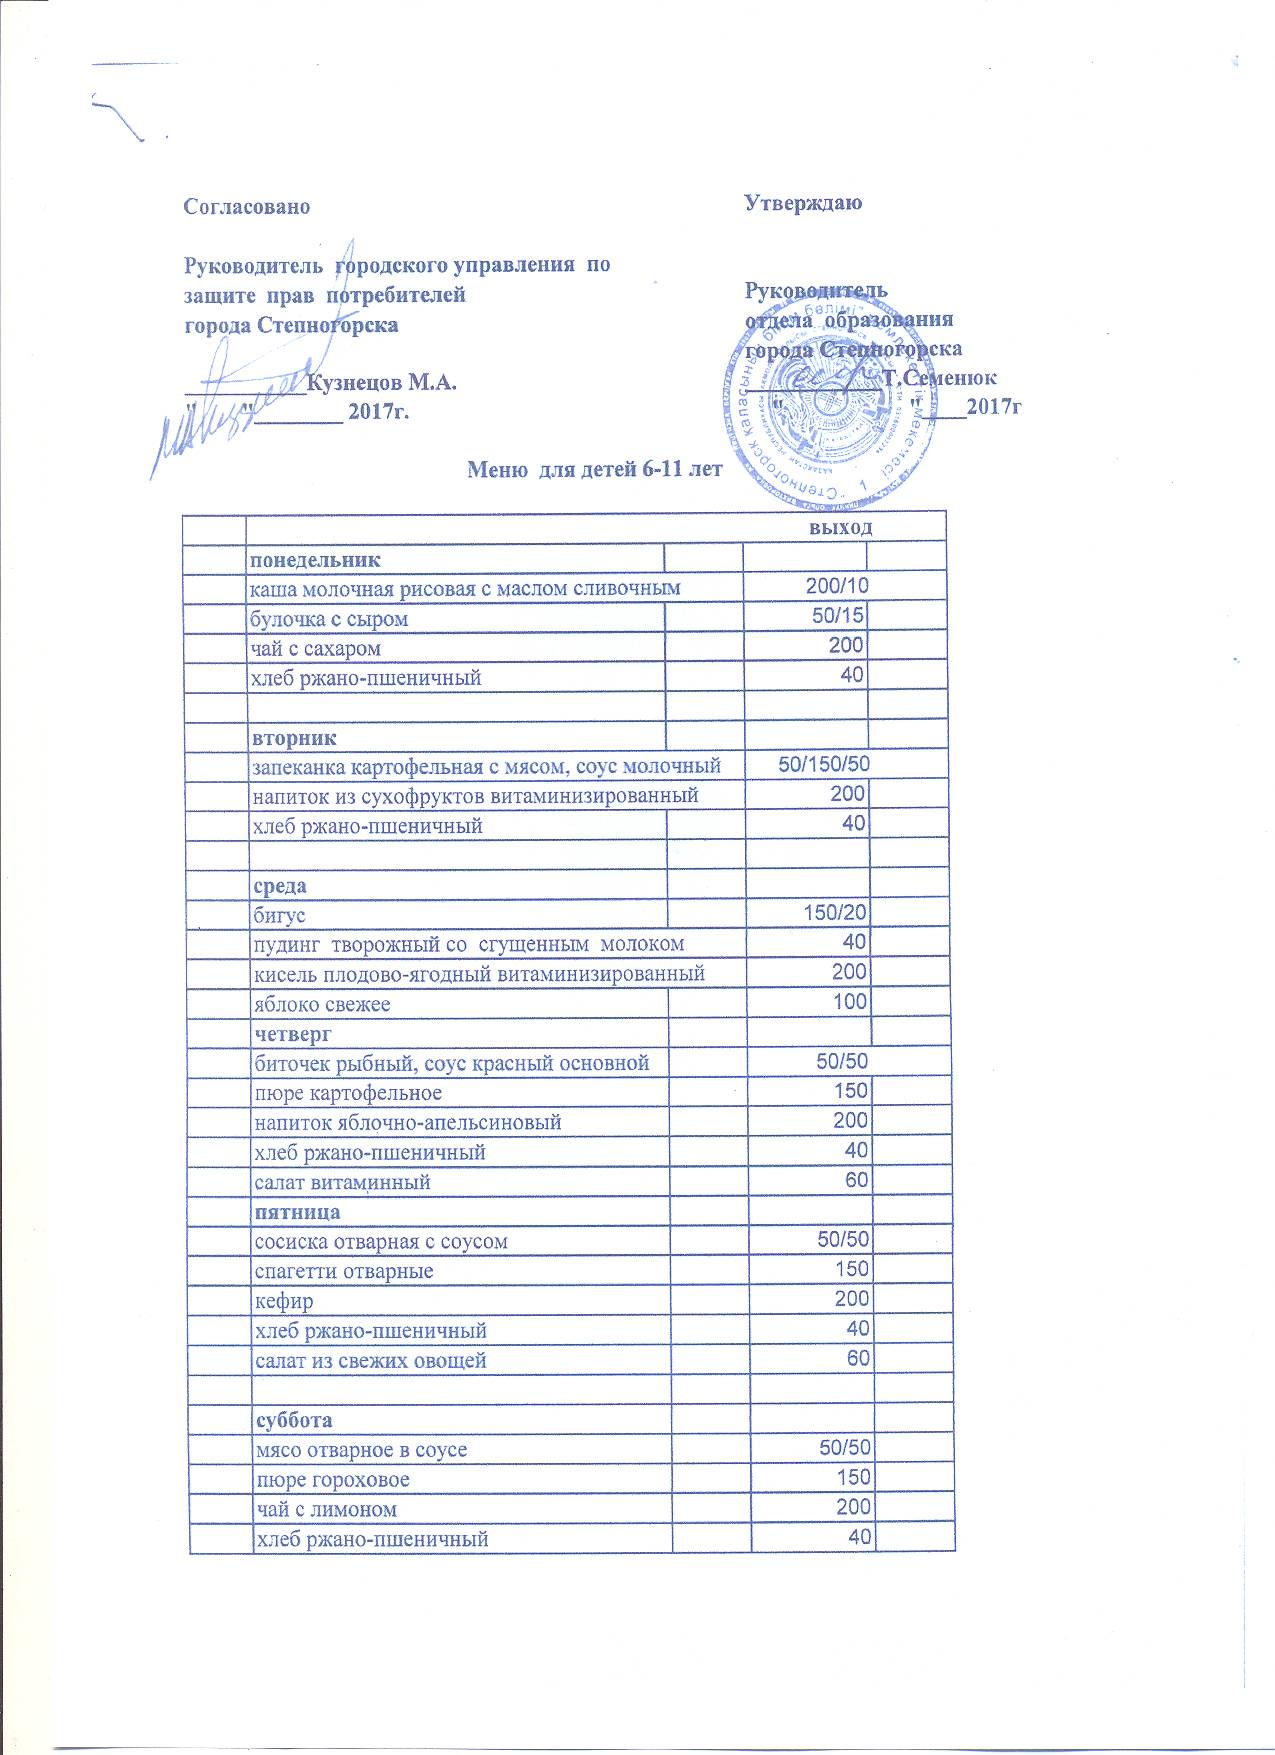 Согласовано
Утверждаю
Руководитель городского управления по
защите прав потребителей
города Степногорска
Руководитель
отдела образования
города Степногорска
____________Кузнецов М.А.
_____________Т.Семенюк
"____"_________ 2017г.
"____"____2017г
Меню для детей 6-11 лет
выход
понедельник
каша молочная рисовая с маслом сливочным 200/10
булочка с сыром 50/15
чай с сахаром 200
хлеб ржано-пшеничный 40
вторник
запеканка картофельная с мясом, соус молочный 50/150/50
напиток из сухофруктов витаминизированный 200
хлеб ржано-пшеничный 40
среда
бигус 150/20
пудинг творожный со сгущенным молоком 40
кисель плодово-ягодный витаминизированный 200
яблоко свежее 100
четверг
биточек рыбный, соус красный основной 50/50
пюре картофельное 150
напиток яблочно-апельсиновый 200
хлеб ржано-пшеничный 40
салат витаминный 60
пятница
сосиска отварная с соусом 50/50
спагетти отварные 150
кефир 200
хлеб ржано-пшеничный 40
салат из свежих овощей 60
суббота
мясо отварное в соусе 50/50
пюре гороховое 150
чай с лимоном 200
хлеб ржано-пшеничный 40